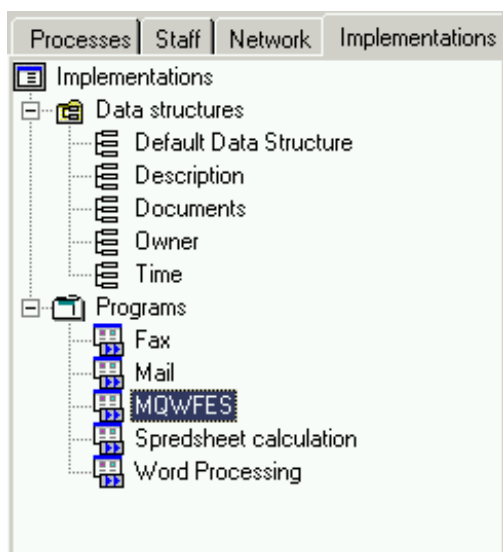 Processes Staff Network Implementations
Implementations
Data structures
Default Data Structure
Description
Documents
Owner
Time
Programs
Fax
Mail
MQWFES
Spredsheet calculation
Word Processing